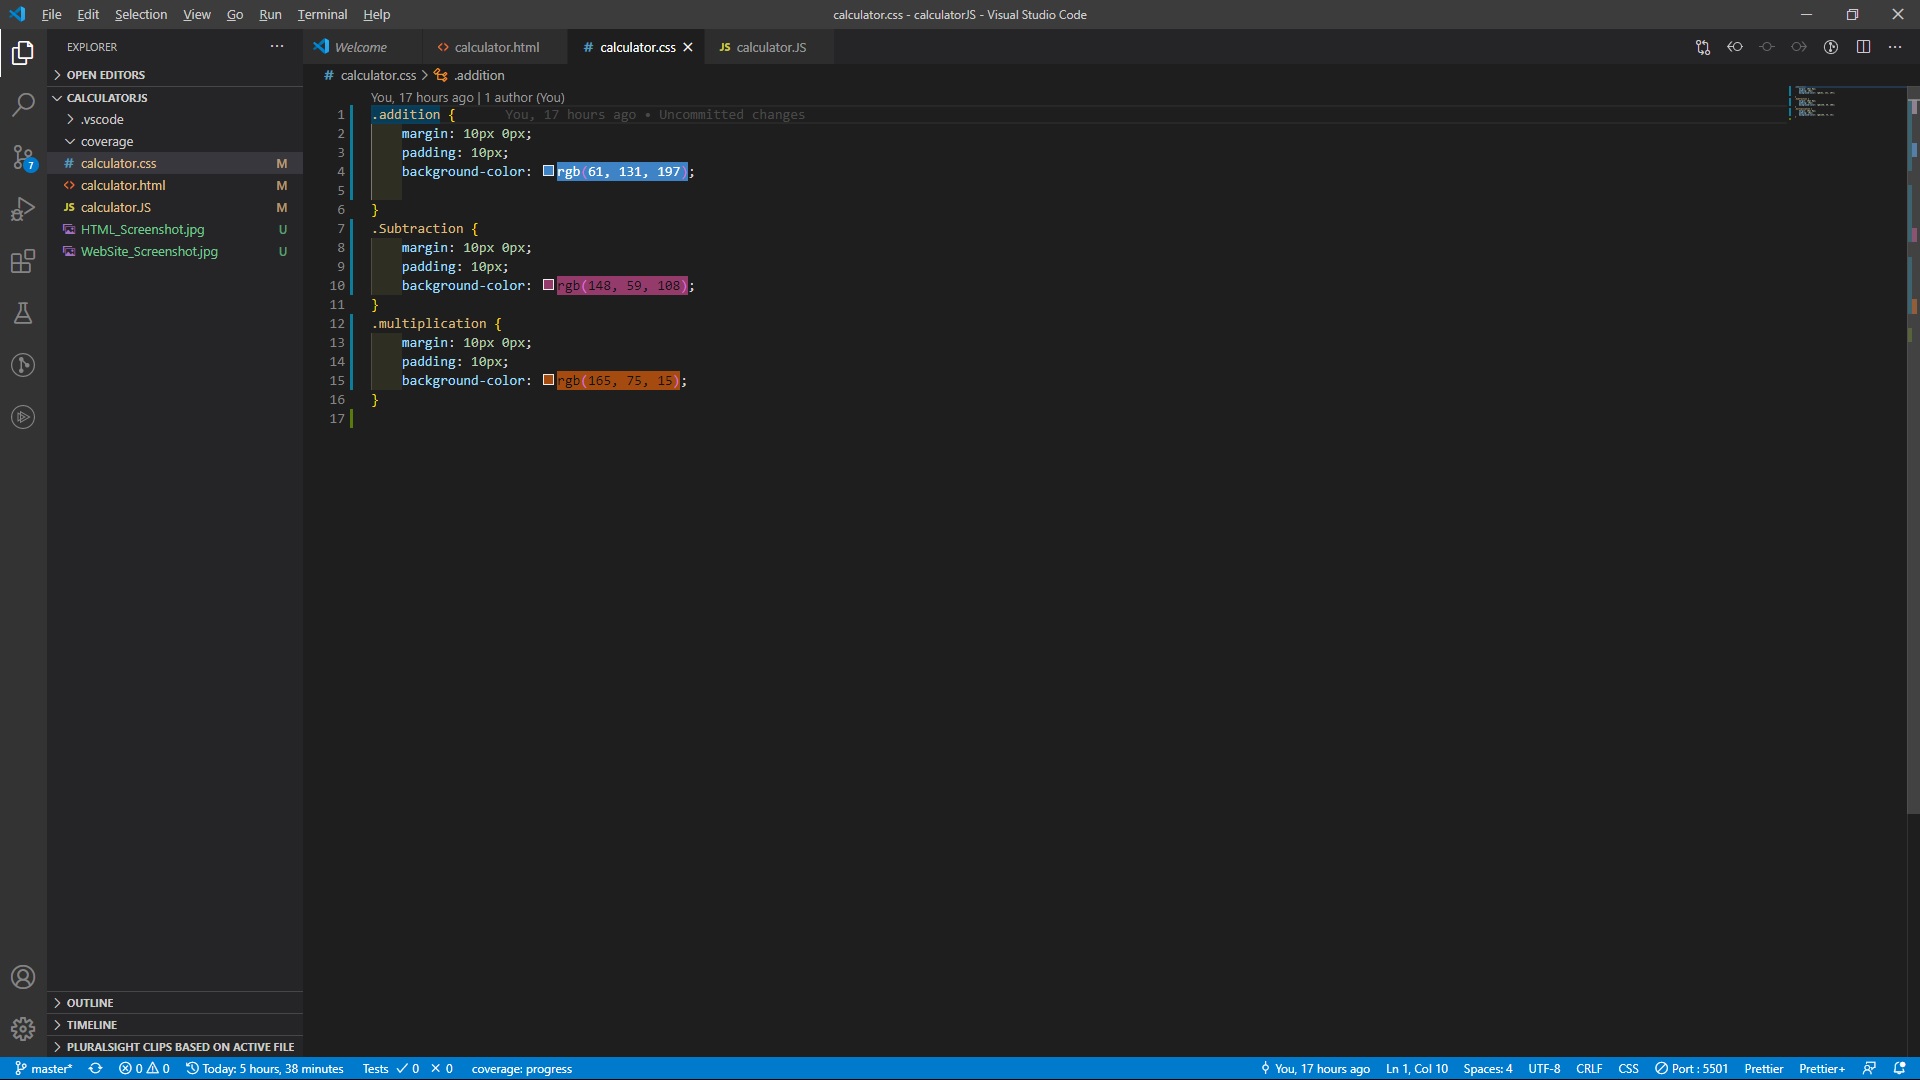 File Edit Selection View Go Run Terminal Help
calculator.css - calculatorJS - Visual Studio Code
EXPLORER
OPEN EDITORS
CALCULATORJS
.vscode
coverage
# calculator.css M
<> calculator.html M
JS calculator.JS M
HTML_Screenshot.jpg U
WebSite_Screenshot.jpg U
7
OUTLINE
TIMELINE
PLURALSIGHT CLIPS BASED ON ACTIVE FILE
Welcome <> calculator.html # calculator.css JS calculator.JS
# calculator.css > .addition
You, 17 hours ago | 1 author (You)
1 .addition { You, 17 hours ago • Uncommitted changes
2 margin: 10px 0px;
3 padding: 10px;
4 background-color: rgb(61, 131, 197);
5
6 }
7 .Subtraction {
8 margin: 10px 0px;
9 padding: 10px;
10 background-color: rgb(148, 59, 108);
11 }
12 .multiplication {
13 margin: 10px 0px;
14 padding: 10px;
15 background-color: rgb(165, 75, 15);
16 }
17
master* 0 0 Today: 5 hours, 38 minutes Tests ✓ 0 × 0 coverage: progress You, 17 hours ago Ln 1, Col 10 Spaces: 4 UTF-8 CRLF CSS Port : 5501 Prettier Prettier+